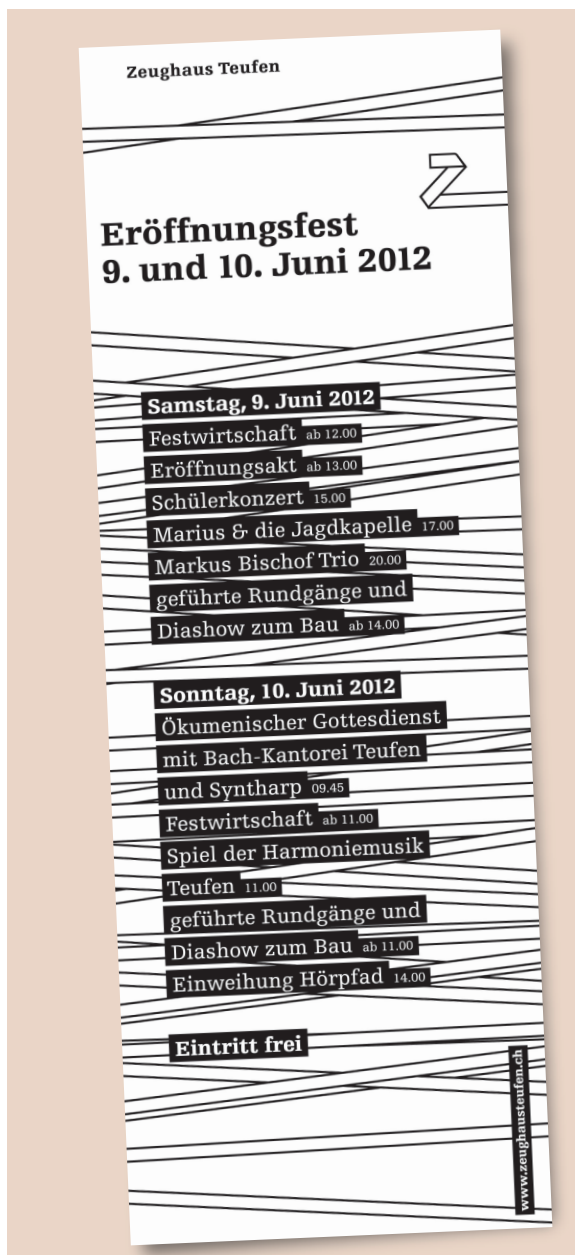 Zeughaus Teufen
Eröffnungsfest
9. und 10. Juni 2012
Samstag, 9. Juni 2012
Festwirtschaft ab 12.00
Eröffnungsakt ab 13.00
Schülerkonzert 15.00
Marius & die Jagdkapelle 17.00
Markus Bischof Trio 20.00
geführte Rundgänge und
Diashow zum Bau ab 14.00
Sonntag, 10. Juni 2012
Ökumenischer Gottesdienst
mit Bach-Kantorei Teufen
und Syntharp 09.45
Festwirtschaft ab 11.00
Spiel der Harmoniemusik
Teufen 11.00
geführte Rundgänge und
Diashow zum Bau ab 11.00
Einweihung Hörpfad 14.00
Eintritt frei
www.zeughausteufen.ch